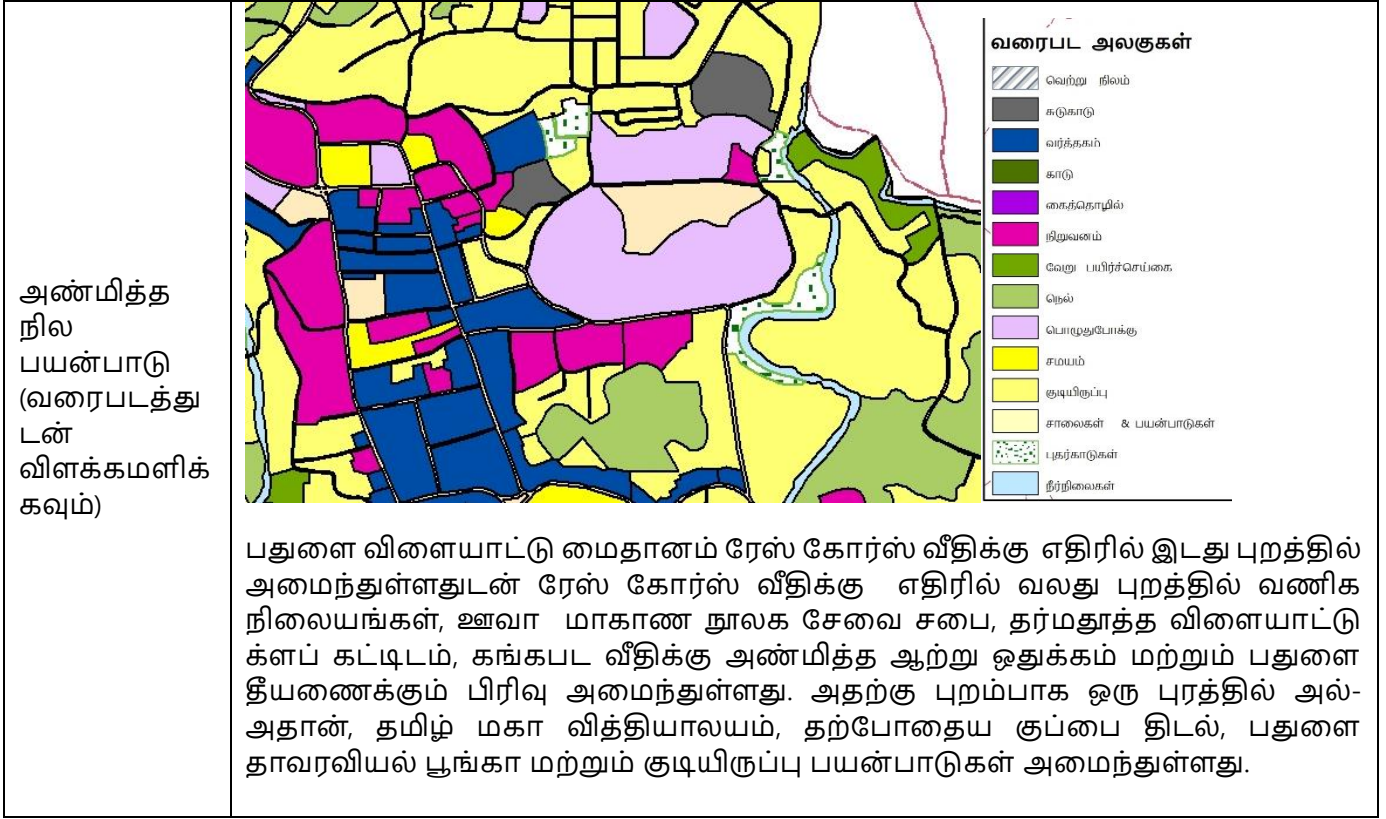 அண்மித்த
நில
பயன்பாடு
(வரைபடத்து
டன்
விளக்கமளிக்
கவும்)
வரைபட அலகுகள்
வெற்று நிலம்
சுடுகாடு
வர்த்தகம்
காடு
கைத்தொழில்
நிறுவனம்
வேறு பயிர்ச்செய்கை
நெல்
பொழுதுபோக்கு
சமயம்
குடியிருப்பு
சாலைகள் & பயன்பாடுகள்
புதர்காடுகள்
நீர்நிலைகள்
பதுளை விளையாட்டு மைதானம் ரேஸ் கோர்ஸ் வீதிக்கு எதிரில் இடது புறத்தில்
அமைந்துள்ளதுடன் ரேஸ் கோர்ஸ் வீதிக்கு எதிரில் வலது புறத்தில் வணிக
நிலையங்கள், ஊவா மாகாண நூலக சேவை சபை, தர்மதூத்த விளையாட்டு
க்ளப் கட்டிடம், கங்கபட வீதிக்கு அண்மித்த ஆற்று ஒதுக்கம் மற்றும் பதுளை
தீயணைக்கும் பிரிவு அமைந்துள்ளது. அதற்கு புறம்பாக ஒரு புரத்தில் அல்-
அதான், தமிழ் மகா வித்தியாலயம், தற்போதைய குப்பை திடல், பதுளை
தாவரவியல் பூங்கா மற்றும் குடியிருப்பு பயன்பாடுகள் அமைந்துள்ளது.